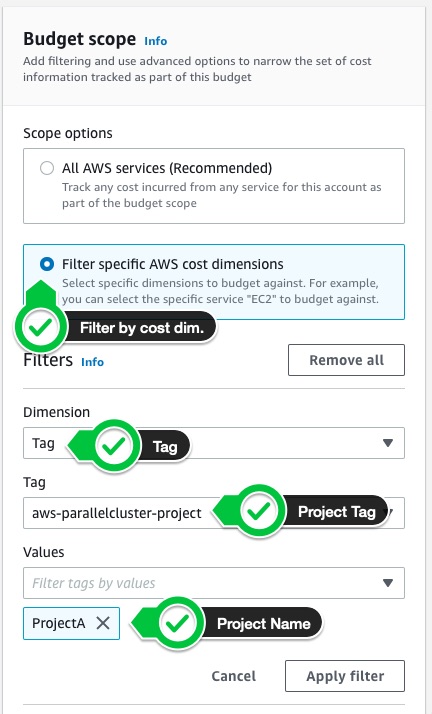 Budget scope Info
Add filtering and use advanced options to narrow the set of cost
information tracked as part of this budget
Scope options
All AWS services (Recommended)
Track any cost incurred from any service for this account as
part of the budget scope
Filter specific AWS cost dimensions
Select specific dimensions to budget against. For example,
you can select the specific service "EC2" to budget against.
Filter by cost dim.
Filters Info
Remove all
Dimension
Tag
Tag
Tag
aws-parallelcluster-project
Project Tag
Values
Filter tags by values
ProjectA
Project Name
Cancel
Apply filter